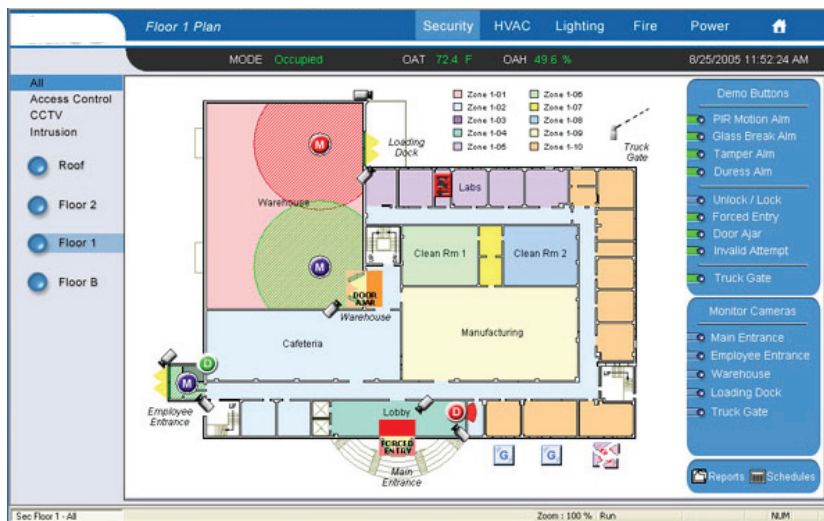 Floor 1 Plan
Security HVAC Lighting Fire Power
MODE Occupied OAT 72.4 F OAH 49.6 % 8/25/2005 11:52:24 AM
All
Access Control
CCTV
Intrusion
Roof
Floor 2
Floor 1
Floor B
Zone 1-01
Zone 1-02
Zone 1-03
Zone 1-04
Zone 1-05
Zone 1-06
Zone 1-07
Zone 1-08
Zone 1-09
Zone 1-10
Loading
Dock
Truck
Gate
M
Labs
Warehouse
Clean Rm 1
Clean Rm 2
M
DOOR
AJAR
Warehouse
Manufacturing
Cafeteria
D
M
Employee
Entrance
UP
Lobby
D
FORCED
ENTRY
Main
Entrance
UP
G
G
Demo Buttons
PIR Motion Alm
Glass Break Alm
Tamper Alm
Duress Alm
Unlock / Lock
Forced Entry
Door Ajar
Invalid Attempt
Truck Gate
Monitor Cameras
Main Entrance
Employee Entrance
Warehouse
Loading Dock
Truck Gate
Reports Schedules
Sec Floor 1 - All Zoom : 100 % Run NUM